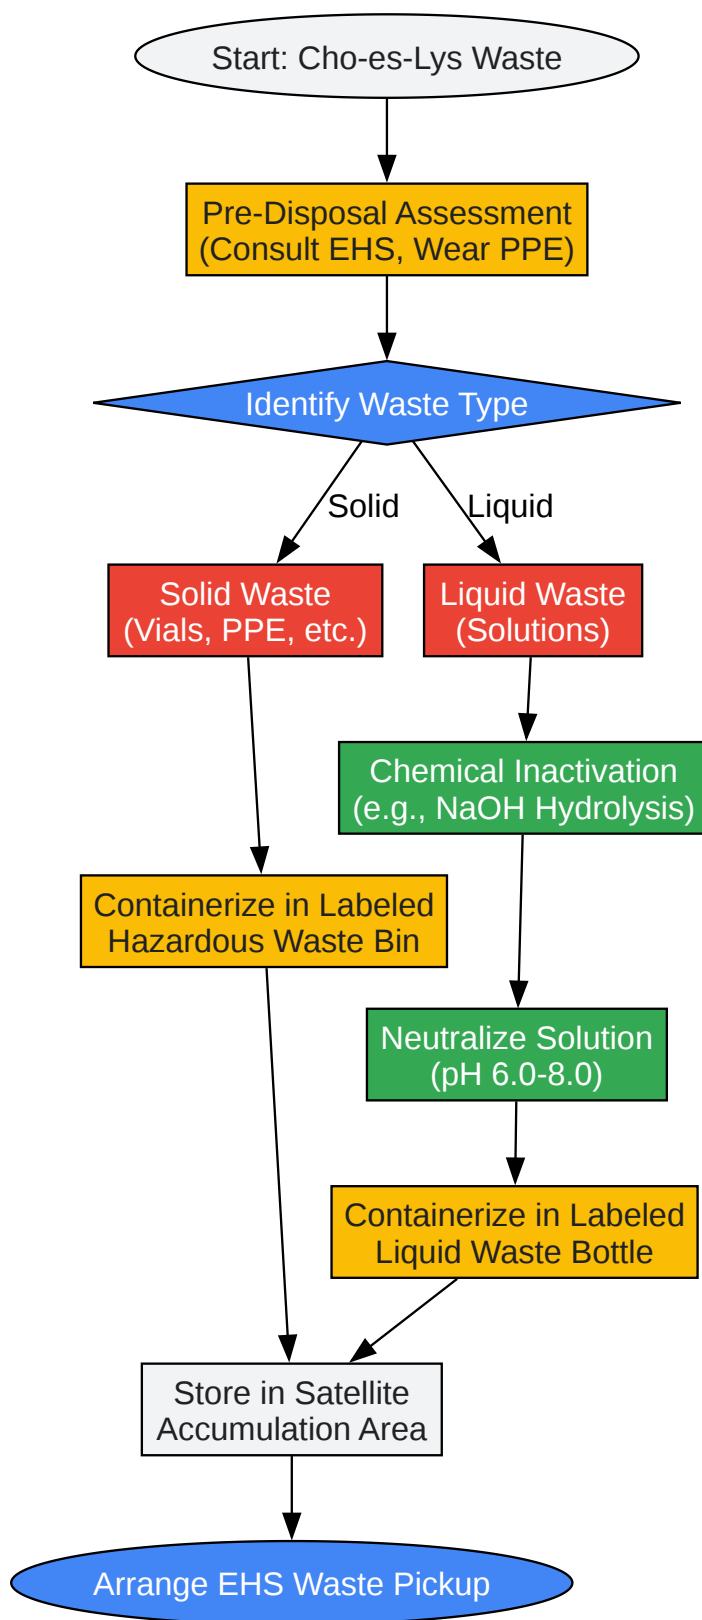 Start: Cho-es-Lys Waste
Pre-Disposal Assessment
(Consult EHS, Wear PPE)
Identify Waste Type
Solid
Liquid
Solid Waste
(Vials, PPE, etc.)
Liquid Waste
(Solutions)
Chemical Inactivation
(e.g., NaOH Hydrolysis)
Containerize in Labeled
Hazardous Waste Bin
Neutralize Solution
(pH 6.0-8.0)
Containerize in Labeled
Liquid Waste Bottle
Store in Satellite
Accumulation Area
Arrange EHS Waste Pickup